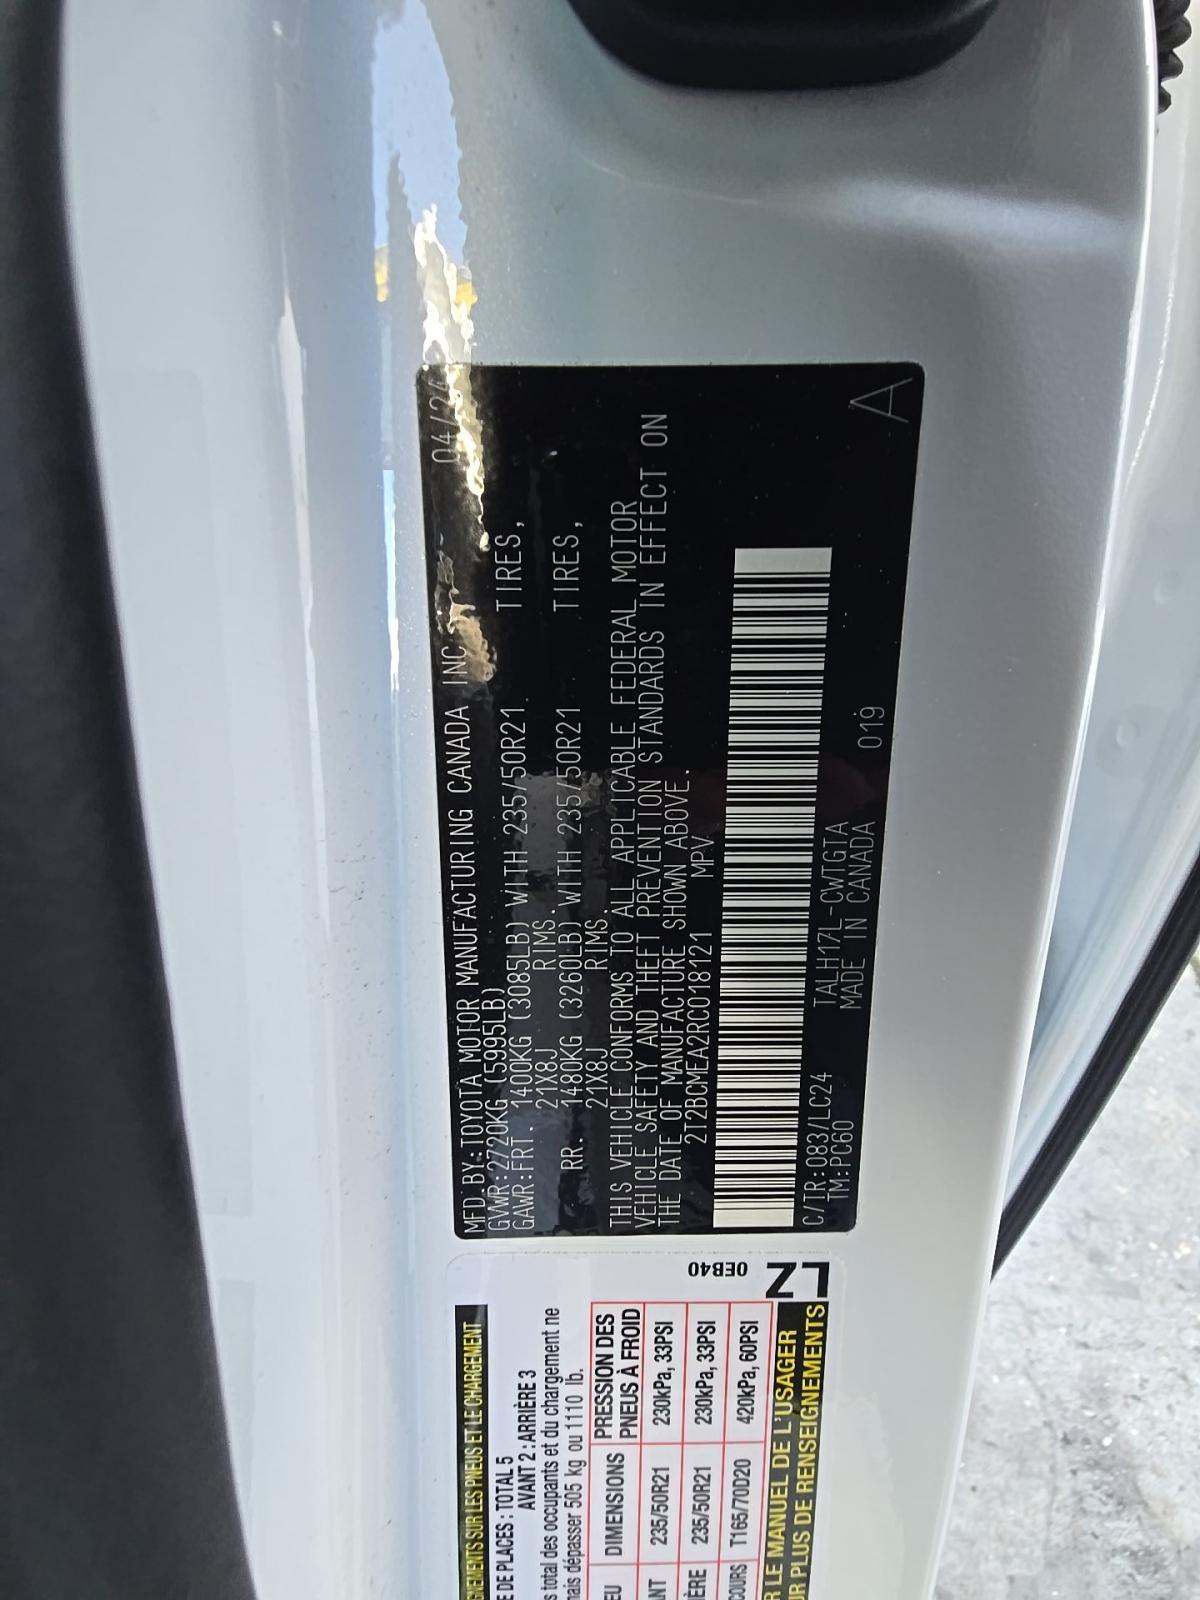 MFD BY:TOYOTA MOTOR MANUFACTURING CANADA INC. 04/24
GVWR:2720KG (5995LB)
GAWR:FRT. 1400KG (3085LB) WITH 235/50R21 TIRES,
21X8J RIMS.
RR. 1480KG (3260LB) WITH 235/50R21 TIRES,
21X8J RIMS.
THIS VEHICLE CONFORMS TO ALL APPLICABLE FEDERAL MOTOR
VEHICLE SAFETY AND THEFT PREVENTION STANDARDS IN EFFECT ON
THE DATE OF MANUFACTURE SHOWN ABOVE.
2T2BCMEA2RC018121 MPV
C/TR:083/LC24 TALH17L-CWTGTA
TM:PC60 MADE IN CANADA 019
A
SUR LES PNEUS ET LE CHARGEMENT
DE PLACES : TOTAL 5
AVANT 2 : ARRIÈRE 3
total des occupants et du chargement ne
dépasser 505 kg ou 1110 lb.
DIMENSIONS PRESSION DES
PNEUS À FROID
235/50R21 230kPa, 33PSI
235/50R21 230kPa, 33PSI
T165/70D20 420kPa, 60PSI
LE MANUEL DE L'USAGER
PLUS DE RENSEIGNEMENTS
0EB40
LZ